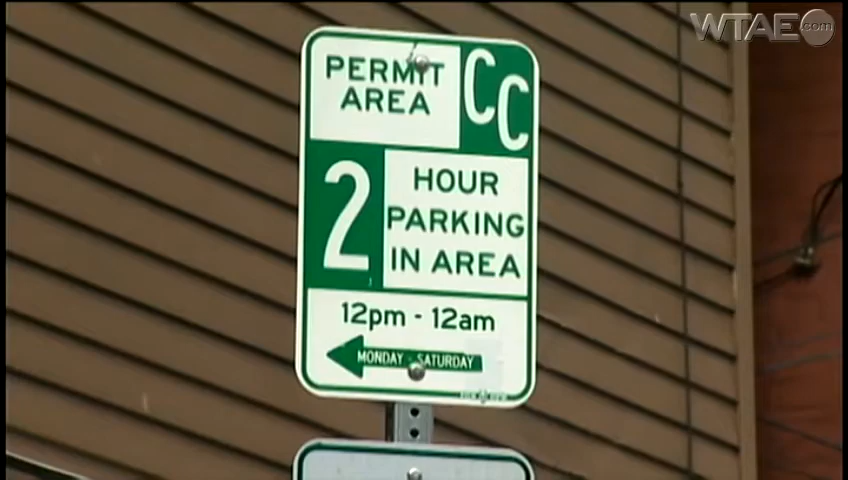 WTAE.com
PERMIT
AREA
CC
2
HOUR
PARKING
IN AREA
12pm - 12am
MONDAY - SATURDAY